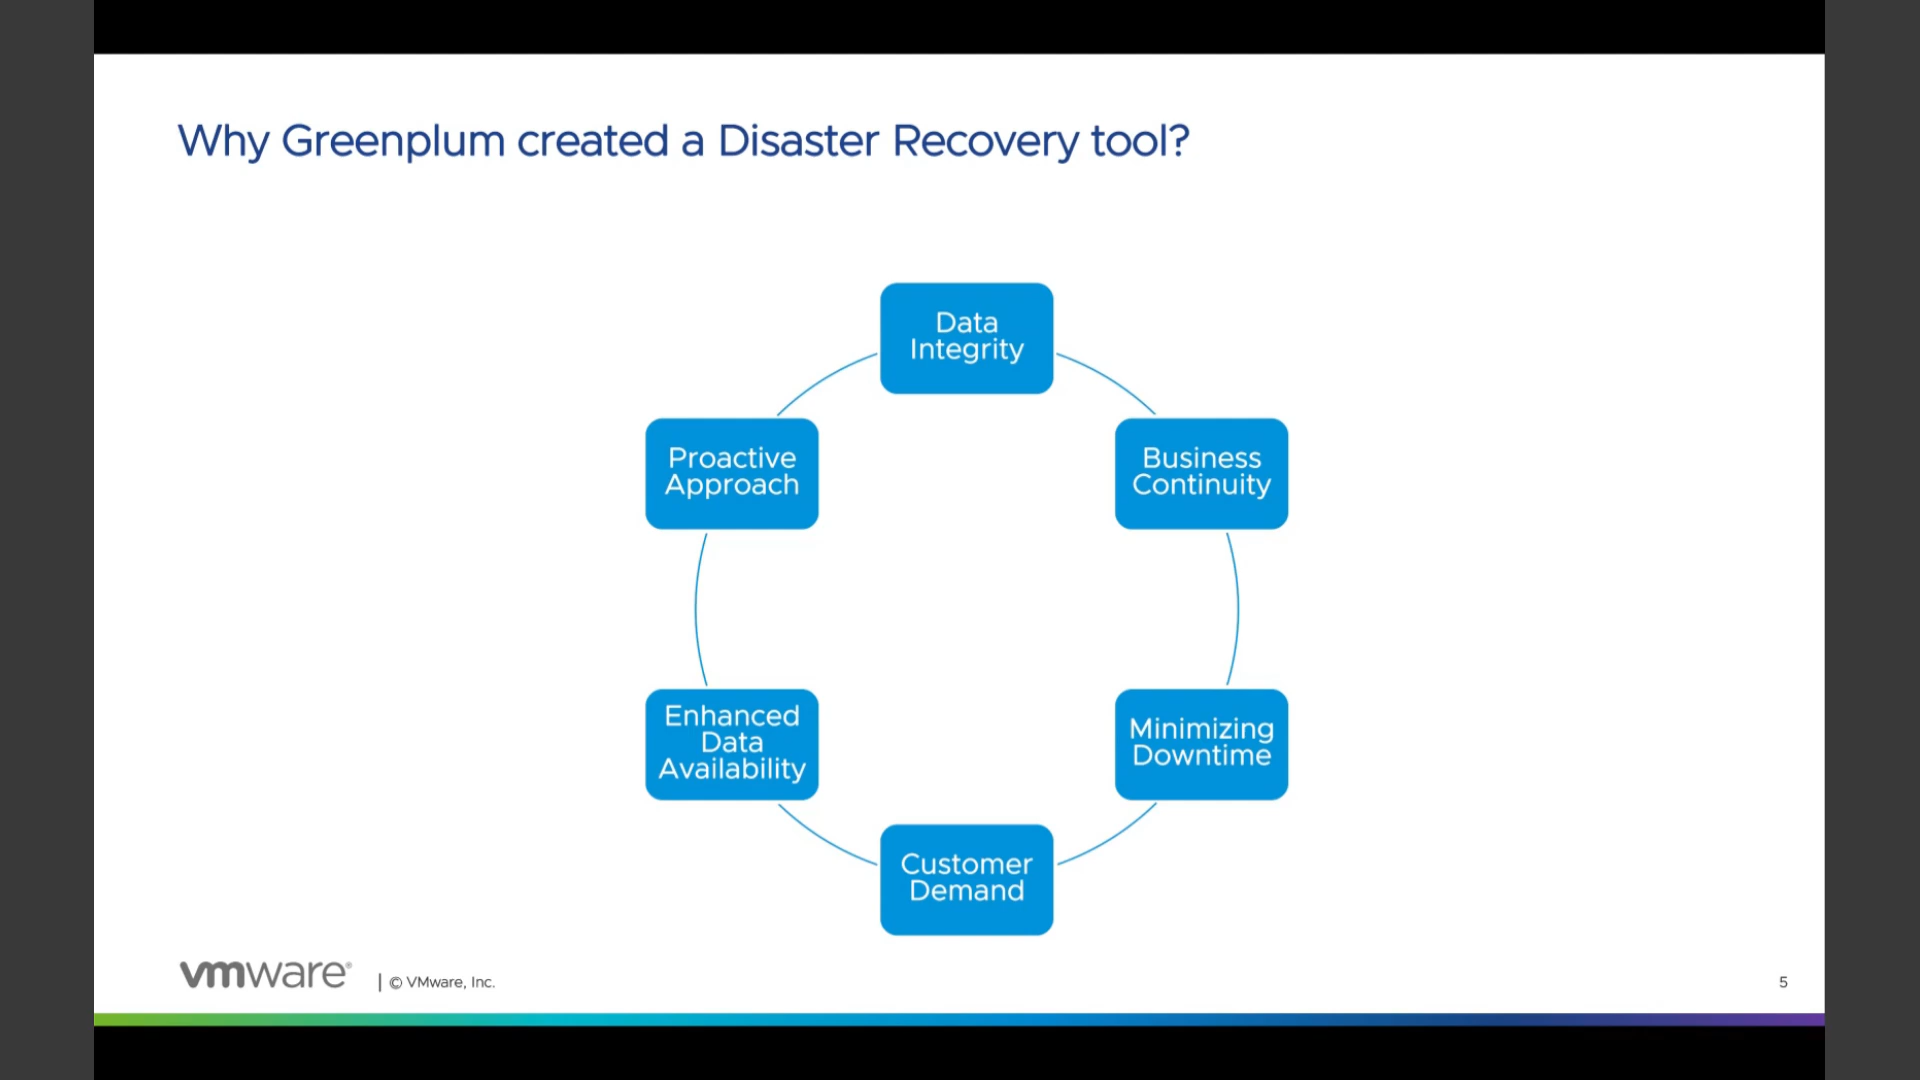 Why Greenplum created a Disaster Recovery tool?
Data
Integrity
Business
Continuity
Minimizing
Downtime
Customer
Demand
Enhanced
Data
Availability
Proactive
Approach
vmware®
| © VMware, Inc.
5